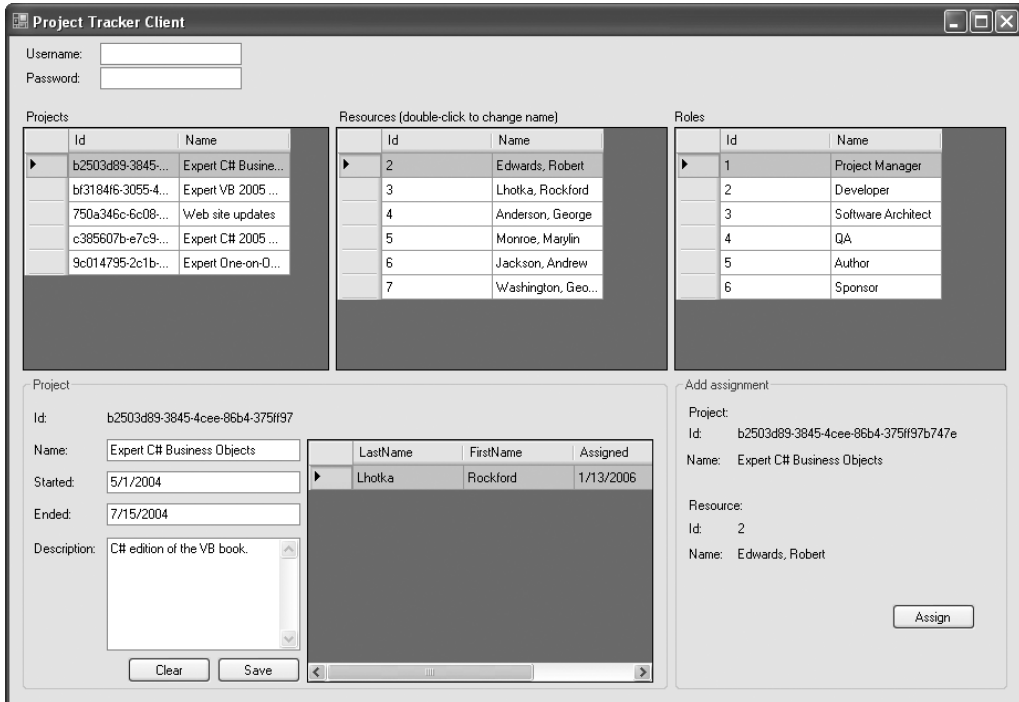 Project Tracker Client
Username:
Password:
Projects
Id Name
b2503d89-3845-... Expert C# Busine...
bf3184f6-3055-4... Expert VB 2005 ...
750a346c-6c08-... Web site updates
c385607b-e7c9-... Expert C# 2005 ...
9c014795-2c1b-... Expert One-on-O...
Resources (double-click to change name)
Id Name
2 Edwards, Robert
3 Lhotka, Rockford
4 Anderson, George
5 Monroe, Marylin
6 Jackson, Andrew
7 Washington, Geo...
Roles
Id Name
1 Project Manager
2 Developer
3 Software Architect
4 QA
5 Author
6 Sponsor
Project
Id: b2503d89-3845-4cee-86b4-375ff97
Name: Expert C# Business Objects
Started: 5/1/2004
Ended: 7/15/2004
Description: C# edition of the VB book.
Clear Save
LastName FirstName Assigned
Lhotka Rockford 1/13/2006
Add assignment
Project:
Id: b2503d89-3845-4cee-86b4-375ff97b747e
Name: Expert C# Business Objects
Resource:
Id: 2
Name: Edwards, Robert
Assign